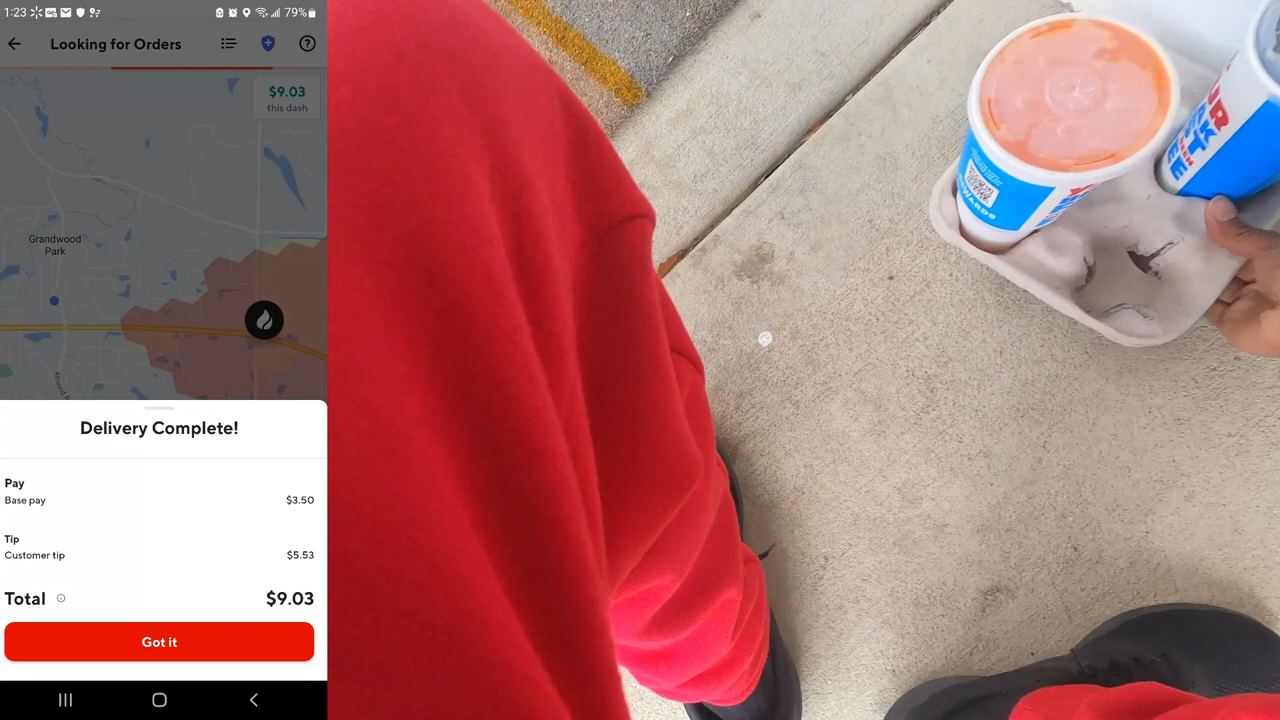 1:23
79%
Looking for Orders
$9.03
this dash
Grandwood
Park
Almond
Delivery Complete!
Pay
Base pay
$3.50
Tip
Customer tip
$5.53
Total
$9.03
Got it